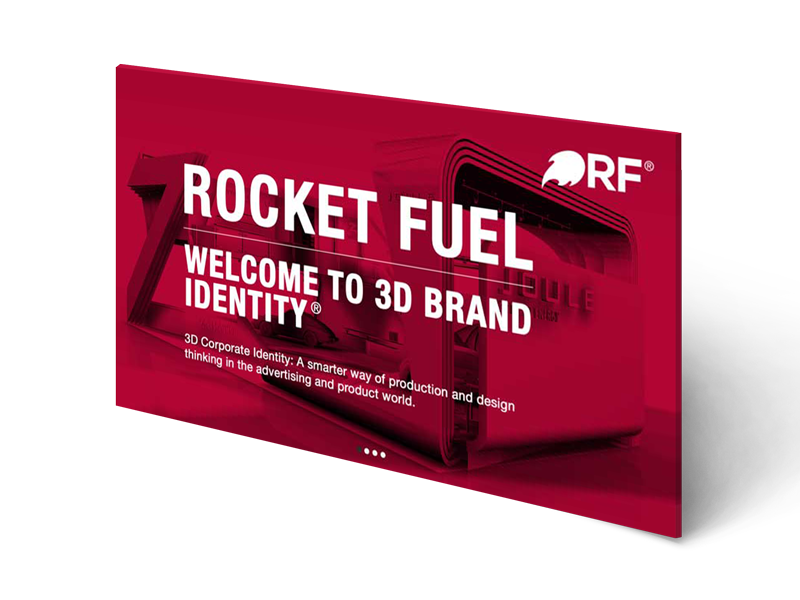 RF®
ROCKET FUEL
WELCOME TO 3D BRAND
IDENTITY®
JOULE
3D Corporate Identity: A smarter way of production and design
thinking in the advertising and product world.